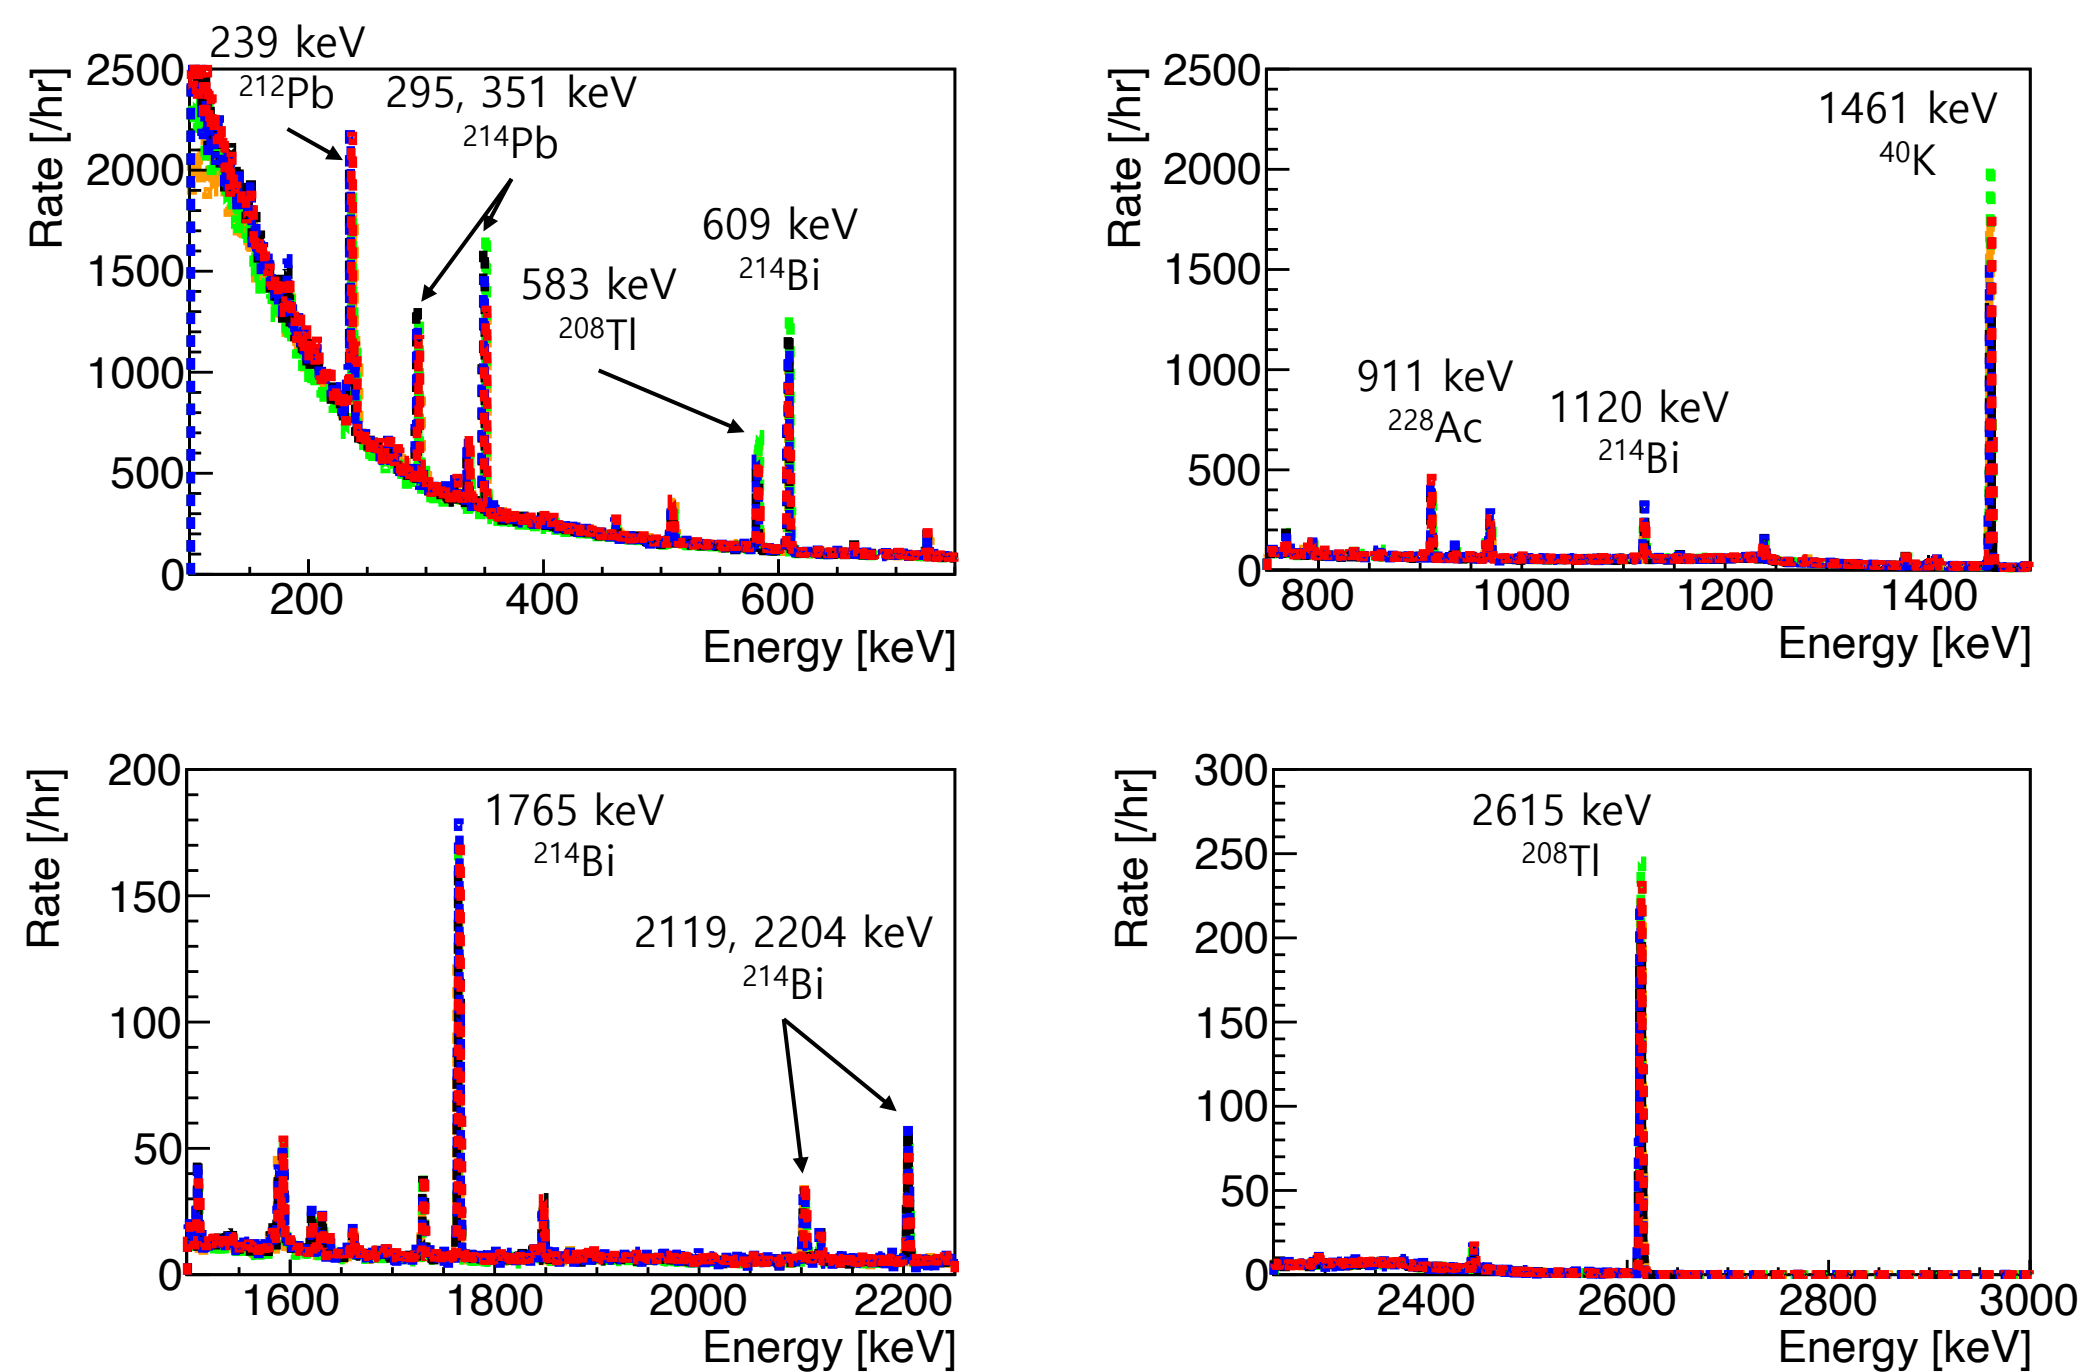 239 keV
²¹²Pb
295, 351 keV
²¹⁴Pb
583 keV
²⁰⁸Tl
609 keV
²¹⁴Bi
Rate [/hr]
2500
2000
1500
1000
500
0
200 400 600
Energy [keV]
1461 keV
⁴⁰K
911 keV
²²⁸Ac
1120 keV
²¹⁴Bi
Rate [/hr]
2500
2000
1500
1000
500
0
800 1000 1200 1400
Energy [keV]
1765 keV
²¹⁴Bi
2119, 2204 keV
²¹⁴Bi
Rate [/hr]
200
150
100
50
0
1600 1800 2000 2200
Energy [keV]
2615 keV
²⁰⁸Tl
Rate [/hr]
300
250
200
150
100
50
0
2400 2600 2800 3000
Energy [keV]